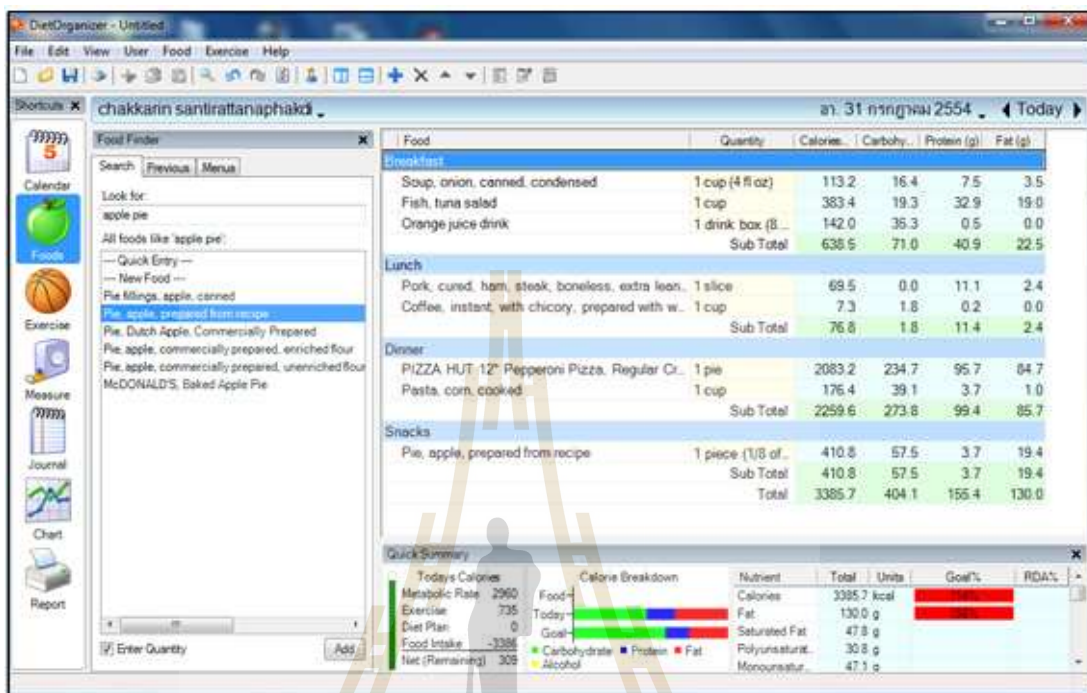 DietOrganizer - Untitled
File Edit View User Food Exercise Help
Shortcuts
chakkarin santirattanaphakdi
อา. 31 กรกฎาคม 2554 Today
Calendar
Foods
Exercise
Measure
Journal
Chart
Report
Food Finder
Search Previous Menus
Look for:
apple pie
All foods like 'apple pie':
--- Quick Entry ---
--- New Food ---
Pie fillings, apple, canned
Pie, apple, prepared from recipe
Pie, Dutch Apple, Commercially Prepared
Pie, apple, commercially prepared, enriched flour
Pie, apple, commercially prepared, unenriched flour
McDONALD'S, Baked Apple Pie
Enter Quantity Add
Food Quantity Calories... Carbohy... Protein (g) Fat (g)
Breakfast
Soup, onion, canned, condensed 1 cup (4 fl oz) 113.2 16.4 7.5 3.5
Fish, tuna salad 1 cup 383.4 19.3 32.9 19.0
Orange juice drink 1 drink box (8... 142.0 35.3 0.5 0.0
Sub Total 638.5 71.0 40.9 22.5
Lunch
Pork, cured, ham, steak, boneless, extra lean... 1 slice 69.5 0.0 11.1 2.4
Coffee, instant, with chicory, prepared with w... 1 cup 7.3 1.8 0.2 0.0
Sub Total 76.8 1.8 11.4 2.4
Dinner
PIZZA HUT 12" Pepperoni Pizza, Regular Cr... 1 pie 2083.2 234.7 95.7 84.7
Pasta, corn, cooked 1 cup 176.4 39.1 3.7 1.0
Sub Total 2259.6 273.8 99.4 85.7
Snacks
Pie, apple, prepared from recipe 1 piece (1/8 of... 410.8 57.5 3.7 19.4
Sub Total 410.8 57.5 3.7 19.4
Total 3385.7 404.1 155.4 130.0
Quick Summary
Todays Calories
Metabolic Rate 2960
Exercise 735
Diet Plan 0
Food Intake -3386
Net (Remaining) 309
Calorie Breakdown
Food
Today
Goal
Carbohydrate Protein Fat
Alcohol
Nutrient Total Units Goal% RDA%
Calories 3385.7 kcal
Fat 130.0 g
Saturated Fat 47.8 g
Polyunsaturat... 30.8 g
Monounsatur... 47.1 g